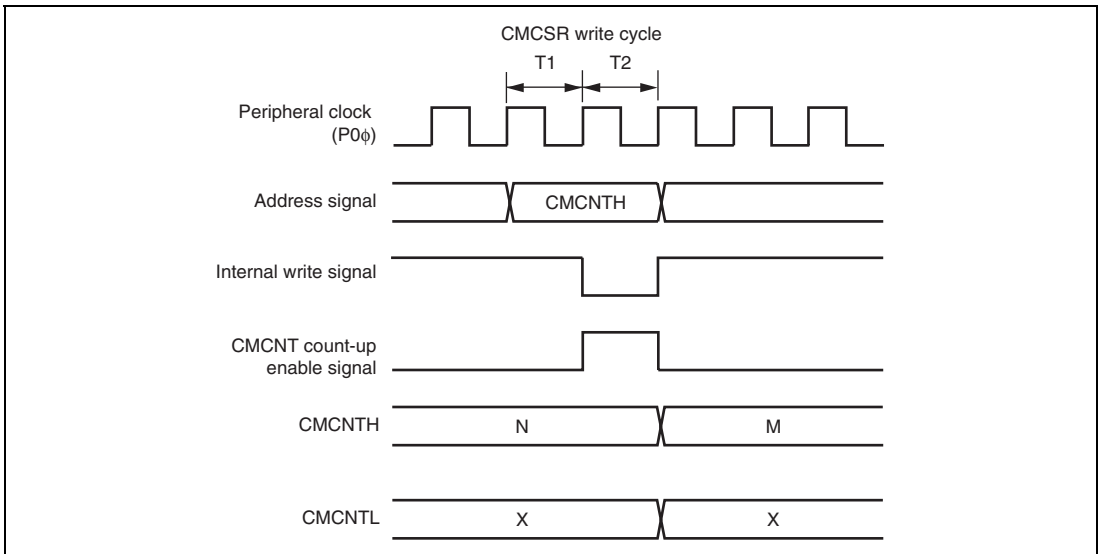 CMCSR write cycle
T1 T2
Peripheral clock
(P0ϕ)
Address signal CMCNTH
Internal write signal
CMCNT count-up
enable signal
CMCNTH N M
CMCNTL X X